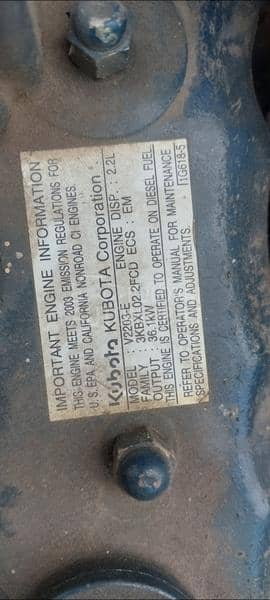 IMPORTANT ENGINE INFORMATION
THIS ENGINE MEETS 2003 EMISSION REGULATIONS FOR
U.S. EPA AND CALIFORNIA NONROAD CI ENGINES.
Kubota KUBOTA Corporation
MODEL : V2203-E ENGINE DISP. : 2.2L
FAMILY : 3KBXL02.2FCD ECS : EM
OUTPUT : 36.1KW
THIS ENGINE IS CERTIFIED TO OPERATE ON DIESEL FUEL
REFER TO OPERATOR'S MANUAL FOR MAINTENANCE
SPECIFICATIONS AND ADJUSTMENTS.
1G618-5